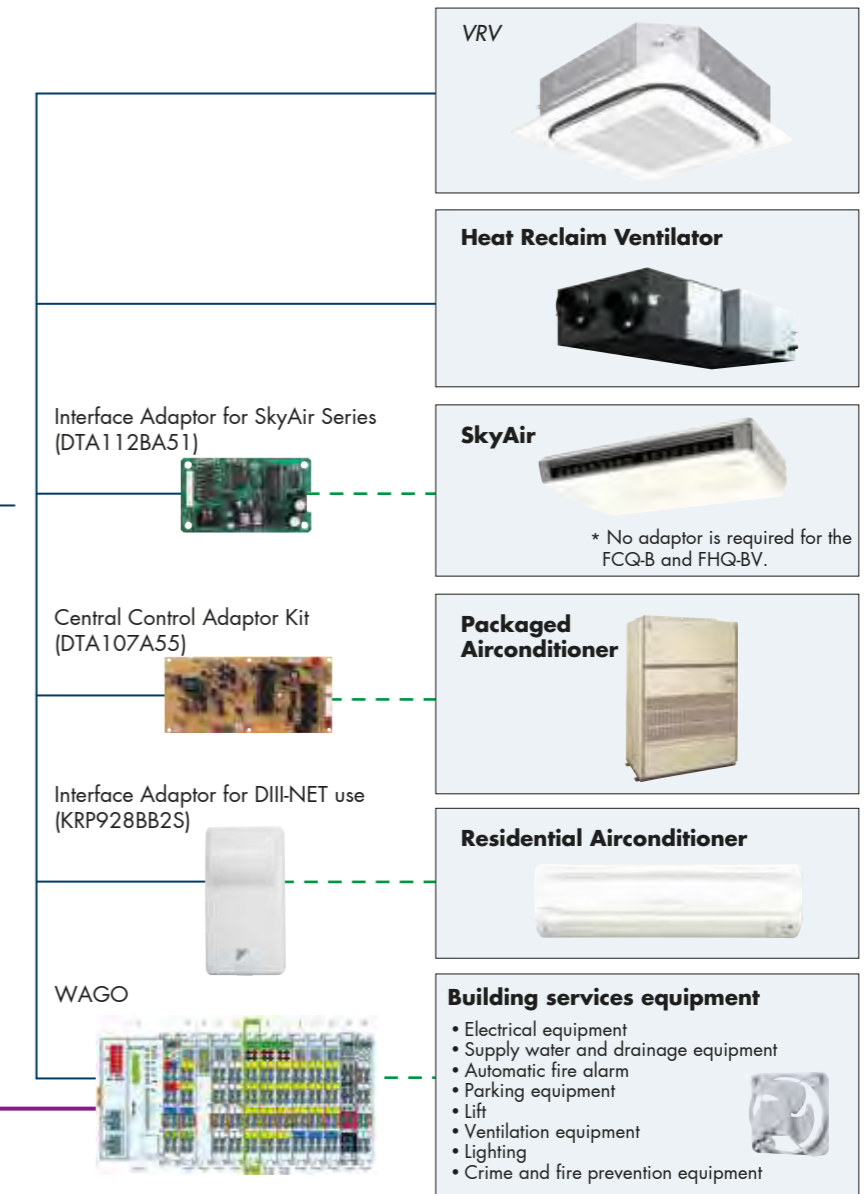 VRV
Heat Reclaim Ventilator
Interface Adaptor for SkyAir Series
(DTA112BA51)
SkyAir
* No adaptor is required for the
FCQ-B and FHQ-BV.
Central Control Adaptor Kit
(DTA107A55)
Packaged
Airconditioner
Interface Adaptor for DIII-NET use
(KRP928BB2S)
Residential Airconditioner
WAGO
Building services equipment
• Electrical equipment
• Supply water and drainage equipment
• Automatic fire alarm
• Parking equipment
• Lift
• Ventilation equipment
• Lighting
• Crime and fire prevention equipment